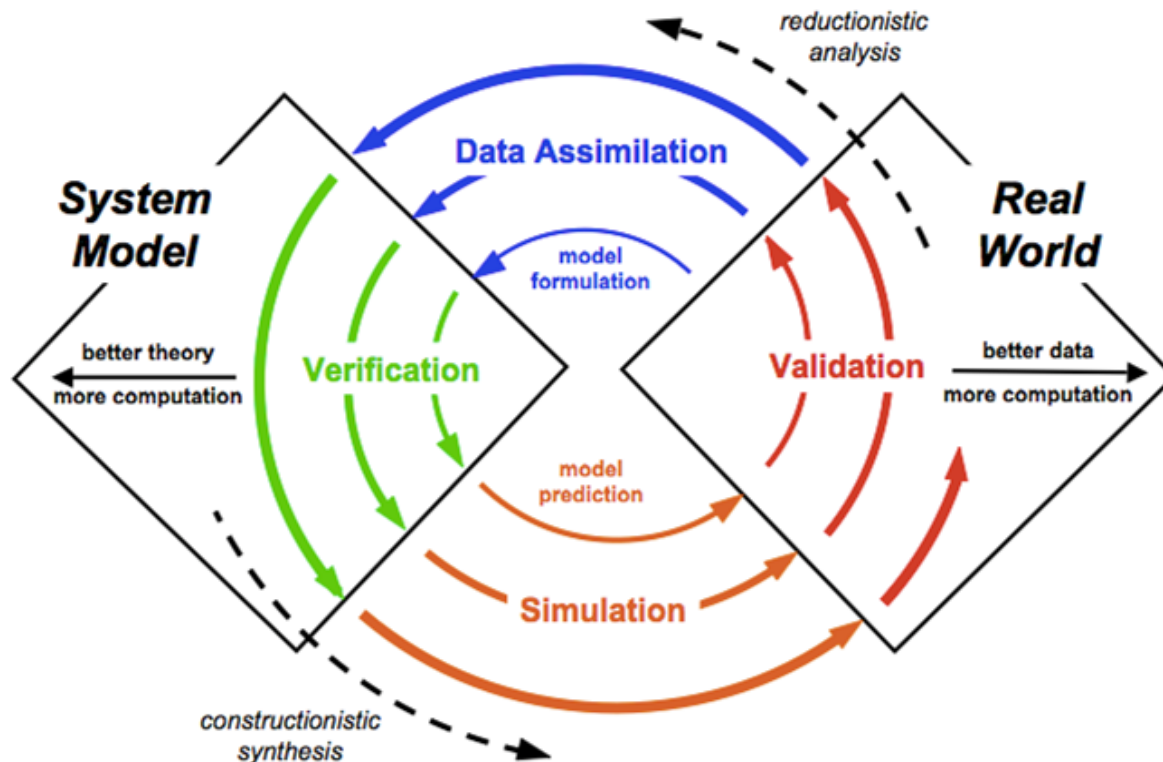 reductionistic
analysis
Data Assimilation
System
Model
Real
World
model
formulation
better theory
more computation
Verification
Validation
better data
more computation
model
prediction
Simulation
constructionistic
synthesis